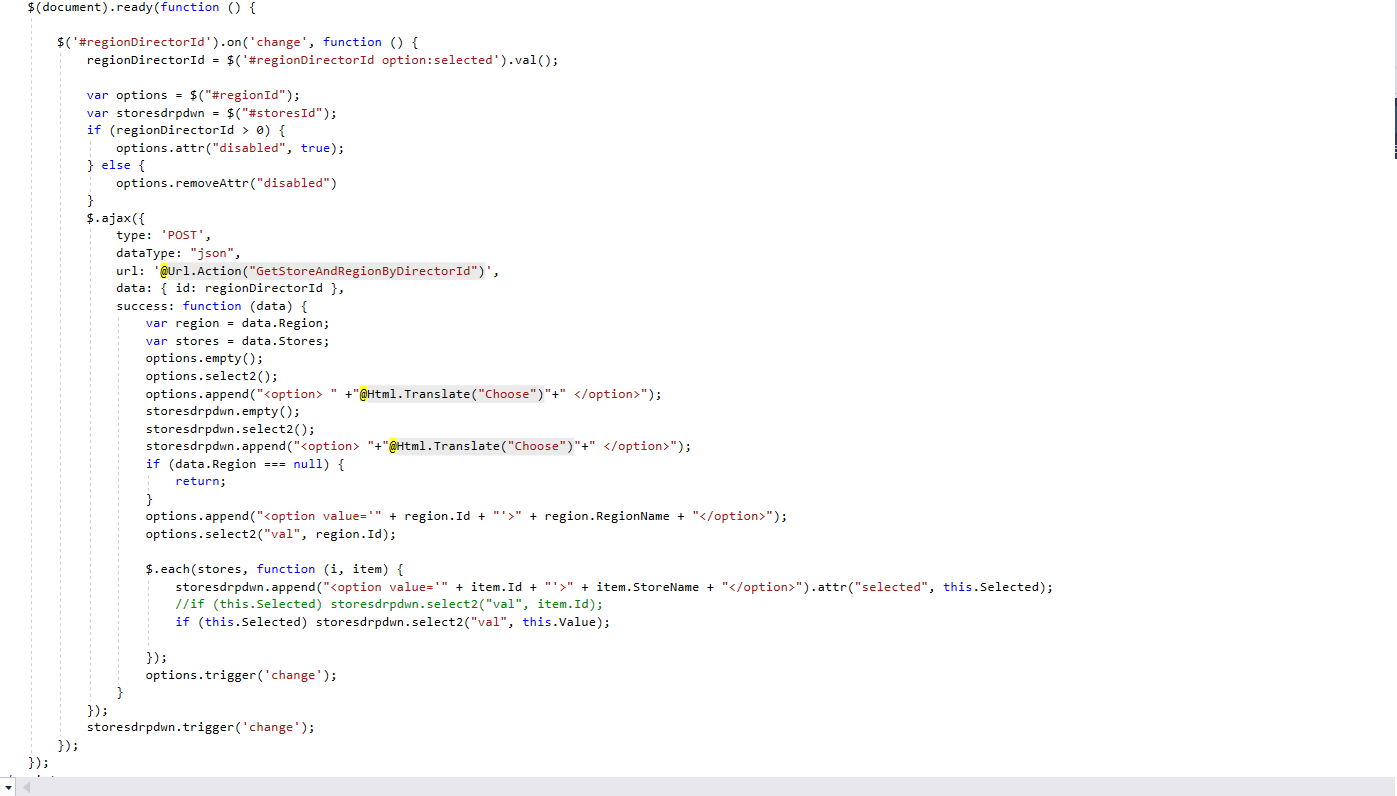 $(document).ready(function () {
$('#regionDirectorId').on('change', function () {
regionDirectorId = $('#regionDirectorId option:selected').val();
var options = $("#regionId");
var storesdrpdwn = $("#storesId");
if (regionDirectorId > 0) {
options.attr("disabled", true);
} else {
options.removeAttr("disabled")
}
$.ajax({
type: 'POST',
dataType: "json",
url: '@Url.Action("GetStoreAndRegionByDirectorId")',
data: { id: regionDirectorId },
success: function (data) {
var region = data.Region;
var stores = data.Stores;
options.empty();
options.select2();
options.append("<option> " +"@Html.Translate("Choose")"+" </option>");
storesdrpdwn.empty();
storesdrpdwn.select2();
storesdrpdwn.append("<option> "+"@Html.Translate("Choose")"+" </option>");
if (data.Region === null) {
return;
}
options.append("<option value='" + region.Id + "'>" + region.RegionName + "</option>");
options.select2("val", region.Id);
$.each(stores, function (i, item) {
storesdrpdwn.append("<option value='" + item.Id + "'>" + item.StoreName + "</option>").attr("selected", this.Selected);
//if (this.Selected) storesdrpdwn.select2("val", item.Id);
if (this.Selected) storesdrpdwn.select2("val", this.Value);
});
options.trigger('change');
}
});
storesdrpdwn.trigger('change');
});
});